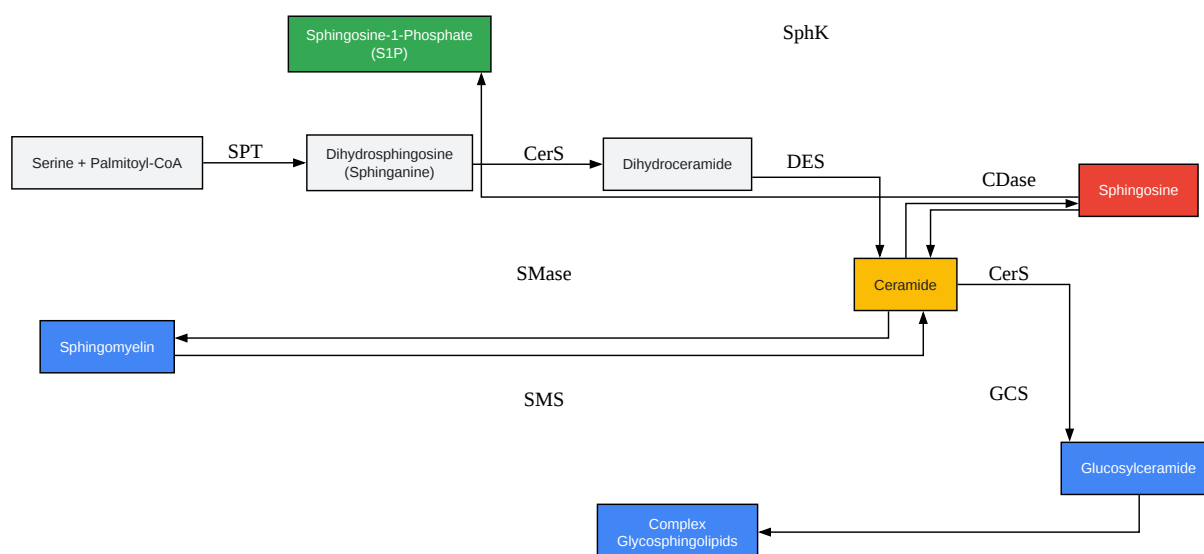 SphK
Sphingosine-1-Phosphate
(S1P)
Serine + Palmitoyl-CoA
SPT
Dihydrosphingosine
(Sphinganine)
CerS
Dihydroceramide
DES
CDase
Sphingosine
SMase
Ceramide
CerS
Sphingomyelin
SMS
GCS
Glucosylceramide
Complex
Glycosphingolipids